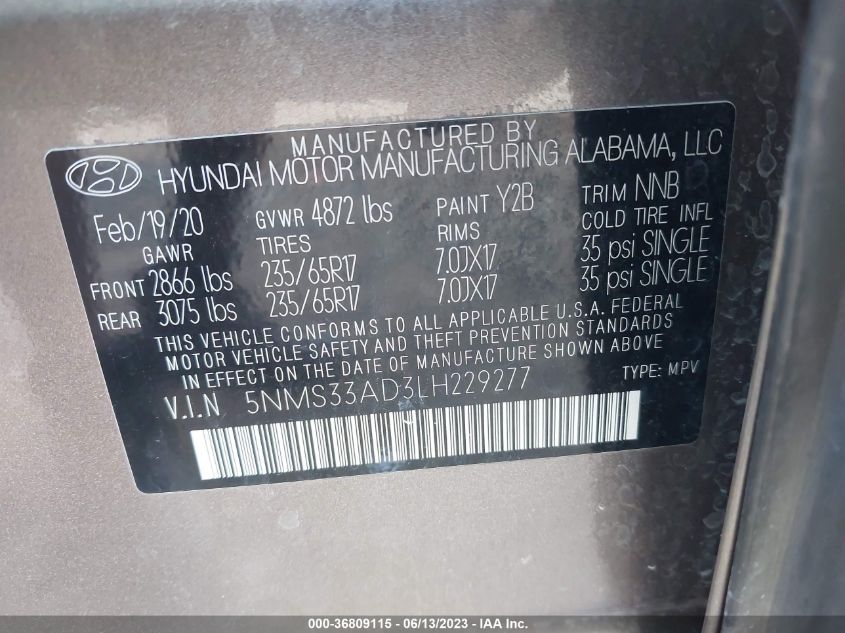 MANUFACTURED BY
HYUNDAI MOTOR MANUFACTURING ALABAMA, LLC
Feb/19/20 GVWR 4872 lbs PAINT Y2B TRIM NNB
GAWR TIRES RIMS COLD TIRE INFL
FRONT 2866 lbs 235/65R17 7.0JX17 35 psi SINGLE
REAR 3075 lbs 235/65R17 7.0JX17 35 psi SINGLE
THIS VEHICLE CONFORMS TO ALL APPLICABLE U.S.A. FEDERAL
MOTOR VEHICLE SAFETY AND THEFT PREVENTION STANDARDS
IN EFFECT ON THE DATE OF MANUFACTURE SHOWN ABOVE
V.I.N 5NMS33AD3LH229277 TYPE: MPV
000-36809115 - 06/13/2023 - IAA Inc.